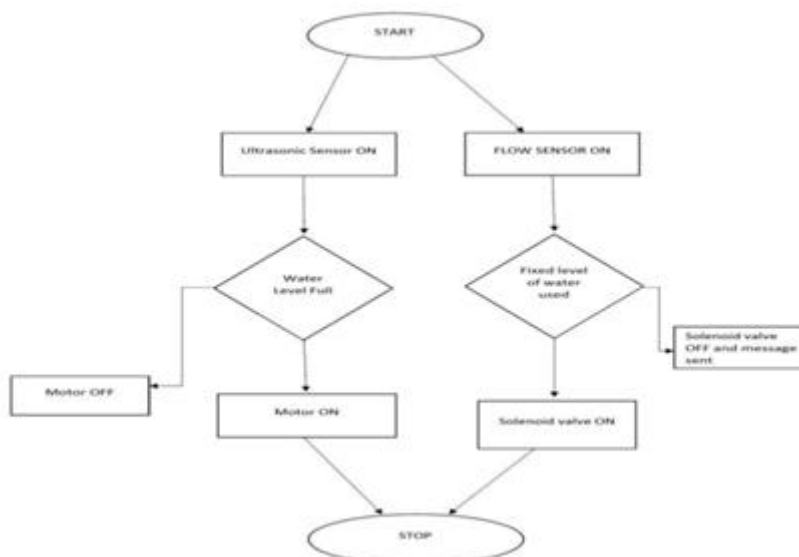 START
Ultrasonic Sensor ON
FLOW SENSOR ON
Water
Level Full
Fixed level
of water
used
Solenoid valve
OFF and message
sent
Motor OFF
Motor ON
Solenoid valve ON
STOP